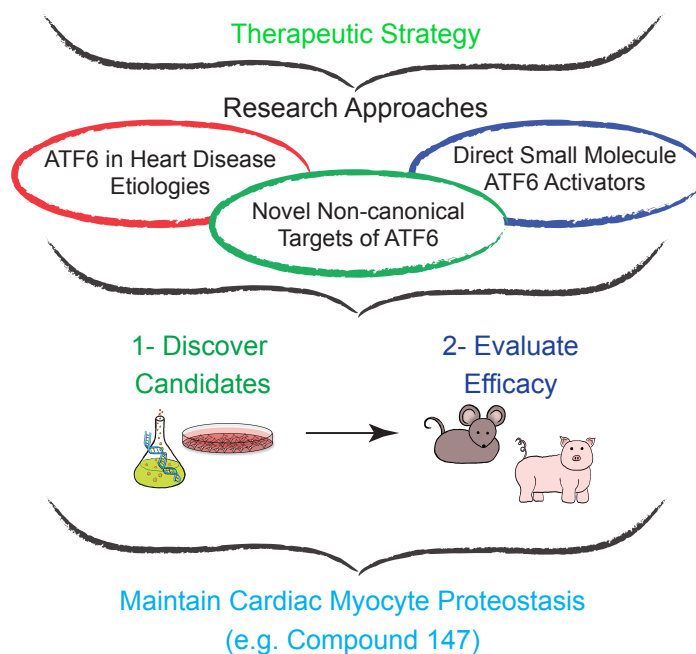 Therapeutic Strategy
Research Approaches
ATF6 in Heart Disease
Etiologies
Direct Small Molecule
ATF6 Activators
Novel Non-canonical
Targets of ATF6
1- Discover
Candidates
2- Evaluate
Efficacy
Maintain Cardiac Myocyte Proteostasis
(e.g. Compound 147)